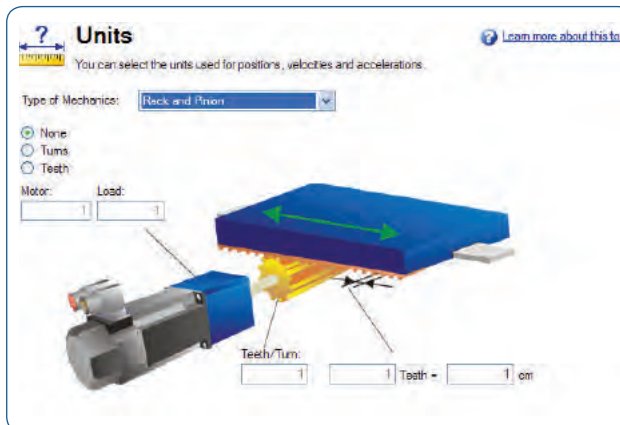 ?
Units
? Learn more about this to
You can select the units used for positions, velocities and accelerations.
Type of Mechanics: Rack and Pinion
None
Turns
Teeth
Motor: Load:
1 1
Teeth/Turn:
1 1 Teeth = 1 cm